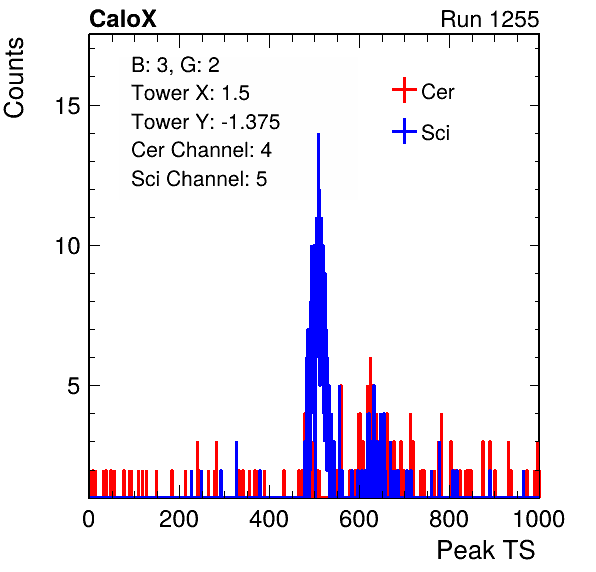 CaloX Run 1255
Counts
B: 3, G: 2
Tower X: 1.5
Tower Y: -1.375
Cer Channel: 4
Sci Channel: 5
Cer
Sci
15
10
5
0 200 400 600 800 1000
Peak TS